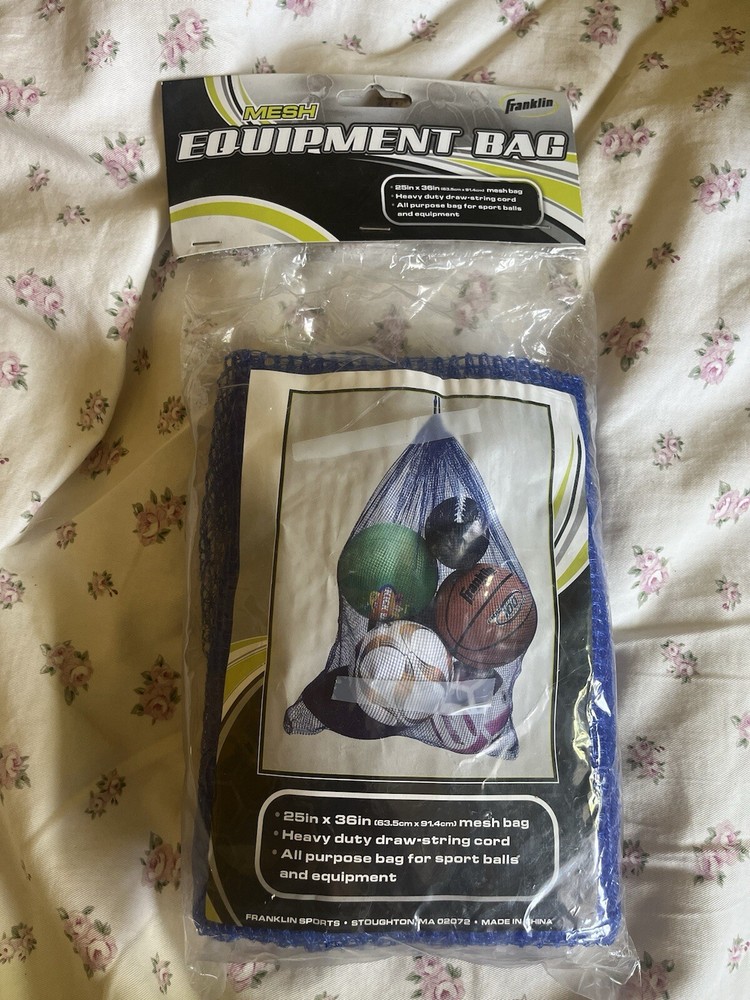 MESH
Franklin
EQUIPMENT BAG
• 25in x 36in (63.5cm x 91.4cm) mesh bag
• Heavy duty draw-string cord
• All purpose bag for sport balls
and equipment
Franklin
• 25in x 36in (63.5cm x 91.4cm) mesh bag
• Heavy duty draw-string cord
• All purpose bag for sport balls
and equipment
FRANKLIN SPORTS • STOUGHTON, MA 02072 • MADE IN CHINA